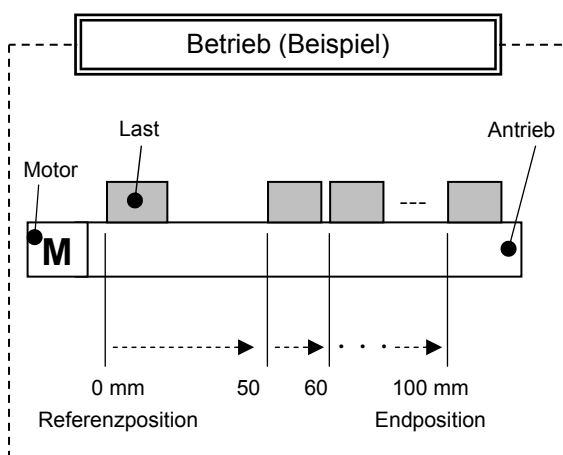 Betrieb (Beispiel)
Last
Antrieb
Motor
M
---
0 mm
50
60
100 mm
Referenzposition
Endposition